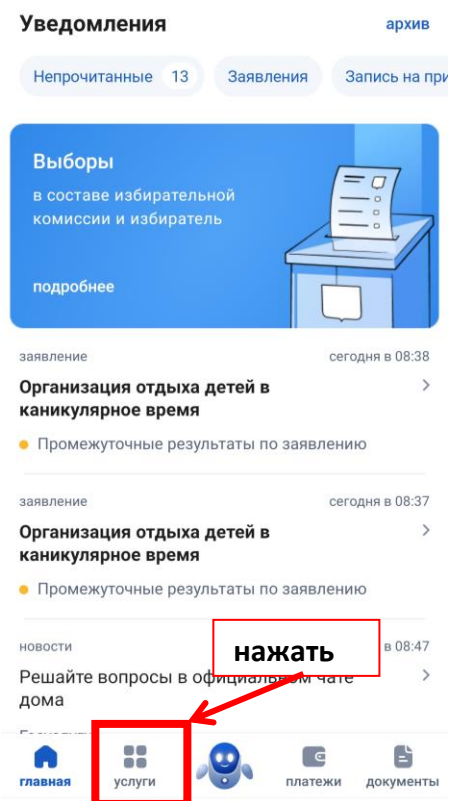 Уведомления архив
Непрочитанные 13 Заявления Запись на при
Выборы
в составе избирательной
комиссии и избиратель
подробнее
заявление сегодня в 08:38
Организация отдыха детей в
каникулярное время
Промежуточные результаты по заявлению
заявление сегодня в 08:37
Организация отдыха детей в
каникулярное время
Промежуточные результаты по заявлению
новости в 08:47
нажать
Решайте вопросы в официальном чате
дома
главная услуги платежи документы